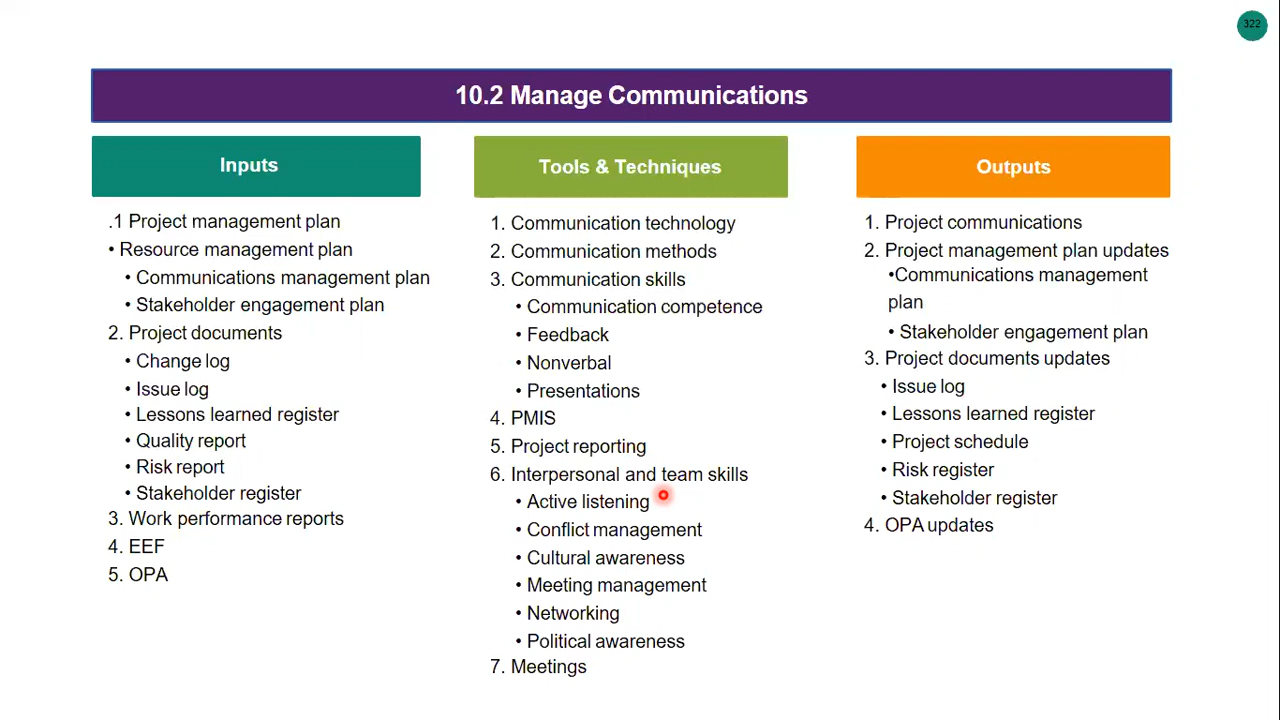 322
10.2 Manage Communications
Inputs
.1 Project management plan
• Resource management plan
• Communications management plan
• Stakeholder engagement plan
2. Project documents
• Change log
• Issue log
• Lessons learned register
• Quality report
• Risk report
• Stakeholder register
3. Work performance reports
4. EEF
5. OPA
Tools & Techniques
1. Communication technology
2. Communication methods
3. Communication skills
• Communication competence
• Feedback
• Nonverbal
• Presentations
4. PMIS
5. Project reporting
6. Interpersonal and team skills
• Active listening
• Conflict management
• Cultural awareness
• Meeting management
• Networking
• Political awareness
7. Meetings
Outputs
1. Project communications
2. Project management plan updates
•Communications management
plan
• Stakeholder engagement plan
3. Project documents updates
• Issue log
• Lessons learned register
• Project schedule
• Risk register
• Stakeholder register
4. OPA updates